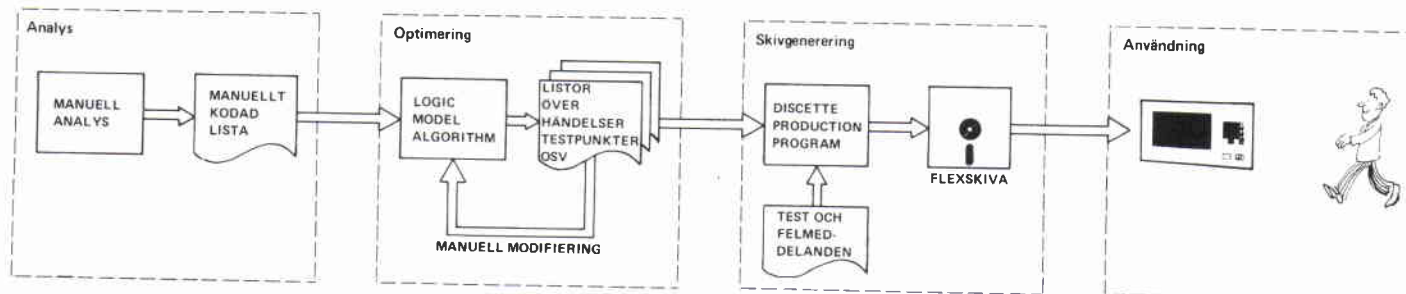 Analys
MANUELL
ANALYS
MANUELLT
KODAD
LISTA
Optimering
LOGIC
MODEL
ALGORITHM
LISTOR
ÖVER
HÄNDELSER
TESTPUNKTER
OSV
MANUELL MODIFIERING
Skivgenerering
DISCETTE
PRODUCTION
PROGRAM
TEST OCH
FELMED-
DELANDEN
FLEXSKIVA
Användning